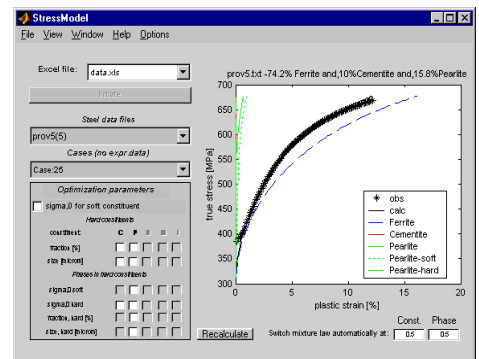 StressModel
File View Window Help Options
Excel file: data.xls
Initiate
Steel data files
prov5(5)
Cases (no expr.data)
Case:25
Optimization parameters
sigma,0 for soft constituent
Hard constituents
constituent: C P B M I
fraction [%]
size [micron]
Phases in hard constituents
sigma,0 soft
sigma,0 hard
fraction, hard [%]
size, hard [micron]
prov5.txt -74.2% Ferrite and,10%Cementite and,15.8%Pearlite
true stress [MPa]
700
650
600
550
500
450
400
350
300
0 5 10 15 20
plastic strain [%]
obs
calc
Ferrite
Cementite
Pearlite
Pearlite-soft
Pearlite-hard
Recalculate
Switch mixture law automatically at:
Const. Phase
0.5 0.5